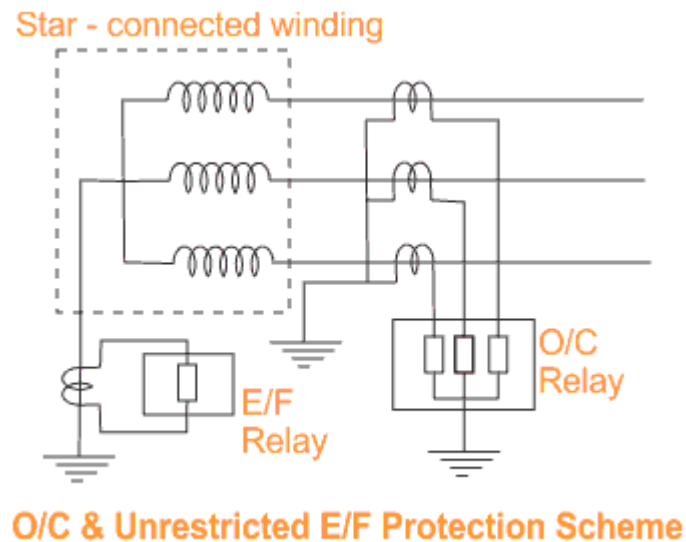 Star - connected winding
O/C
Relay
E/F
Relay
O/C & Unrestricted E/F Protection Scheme